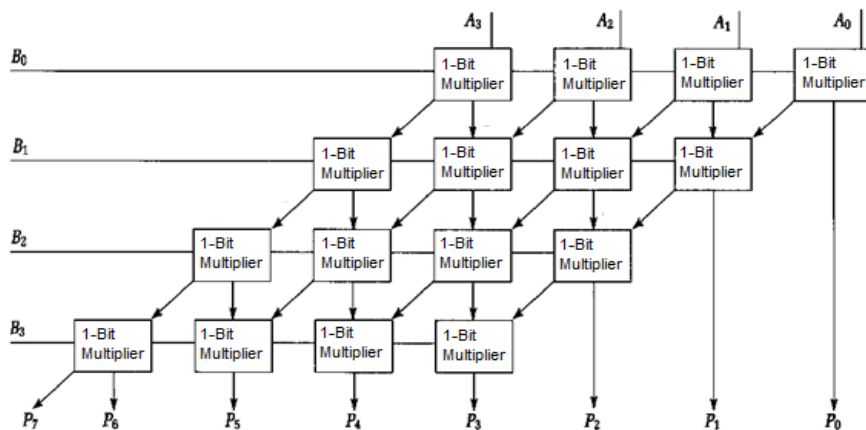 A3 A2 A1 A0
B0
1-Bit Multiplier 1-Bit Multiplier 1-Bit Multiplier 1-Bit Multiplier
B1
1-Bit Multiplier 1-Bit Multiplier 1-Bit Multiplier 1-Bit Multiplier
B2
1-Bit Multiplier 1-Bit Multiplier 1-Bit Multiplier 1-Bit Multiplier
B3
1-Bit Multiplier 1-Bit Multiplier 1-Bit Multiplier 1-Bit Multiplier
P7 P6 P5 P4 P3 P2 P1 P0